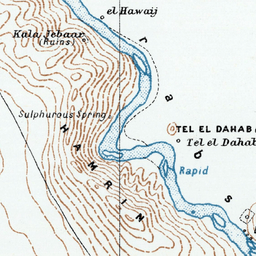 el Hawaij
Kala Jebaar
(Ruins)
Sulphurous Spring
TEL EL DAHAB
Tel el Dahab
Rapid
HAMRIN
r a b s